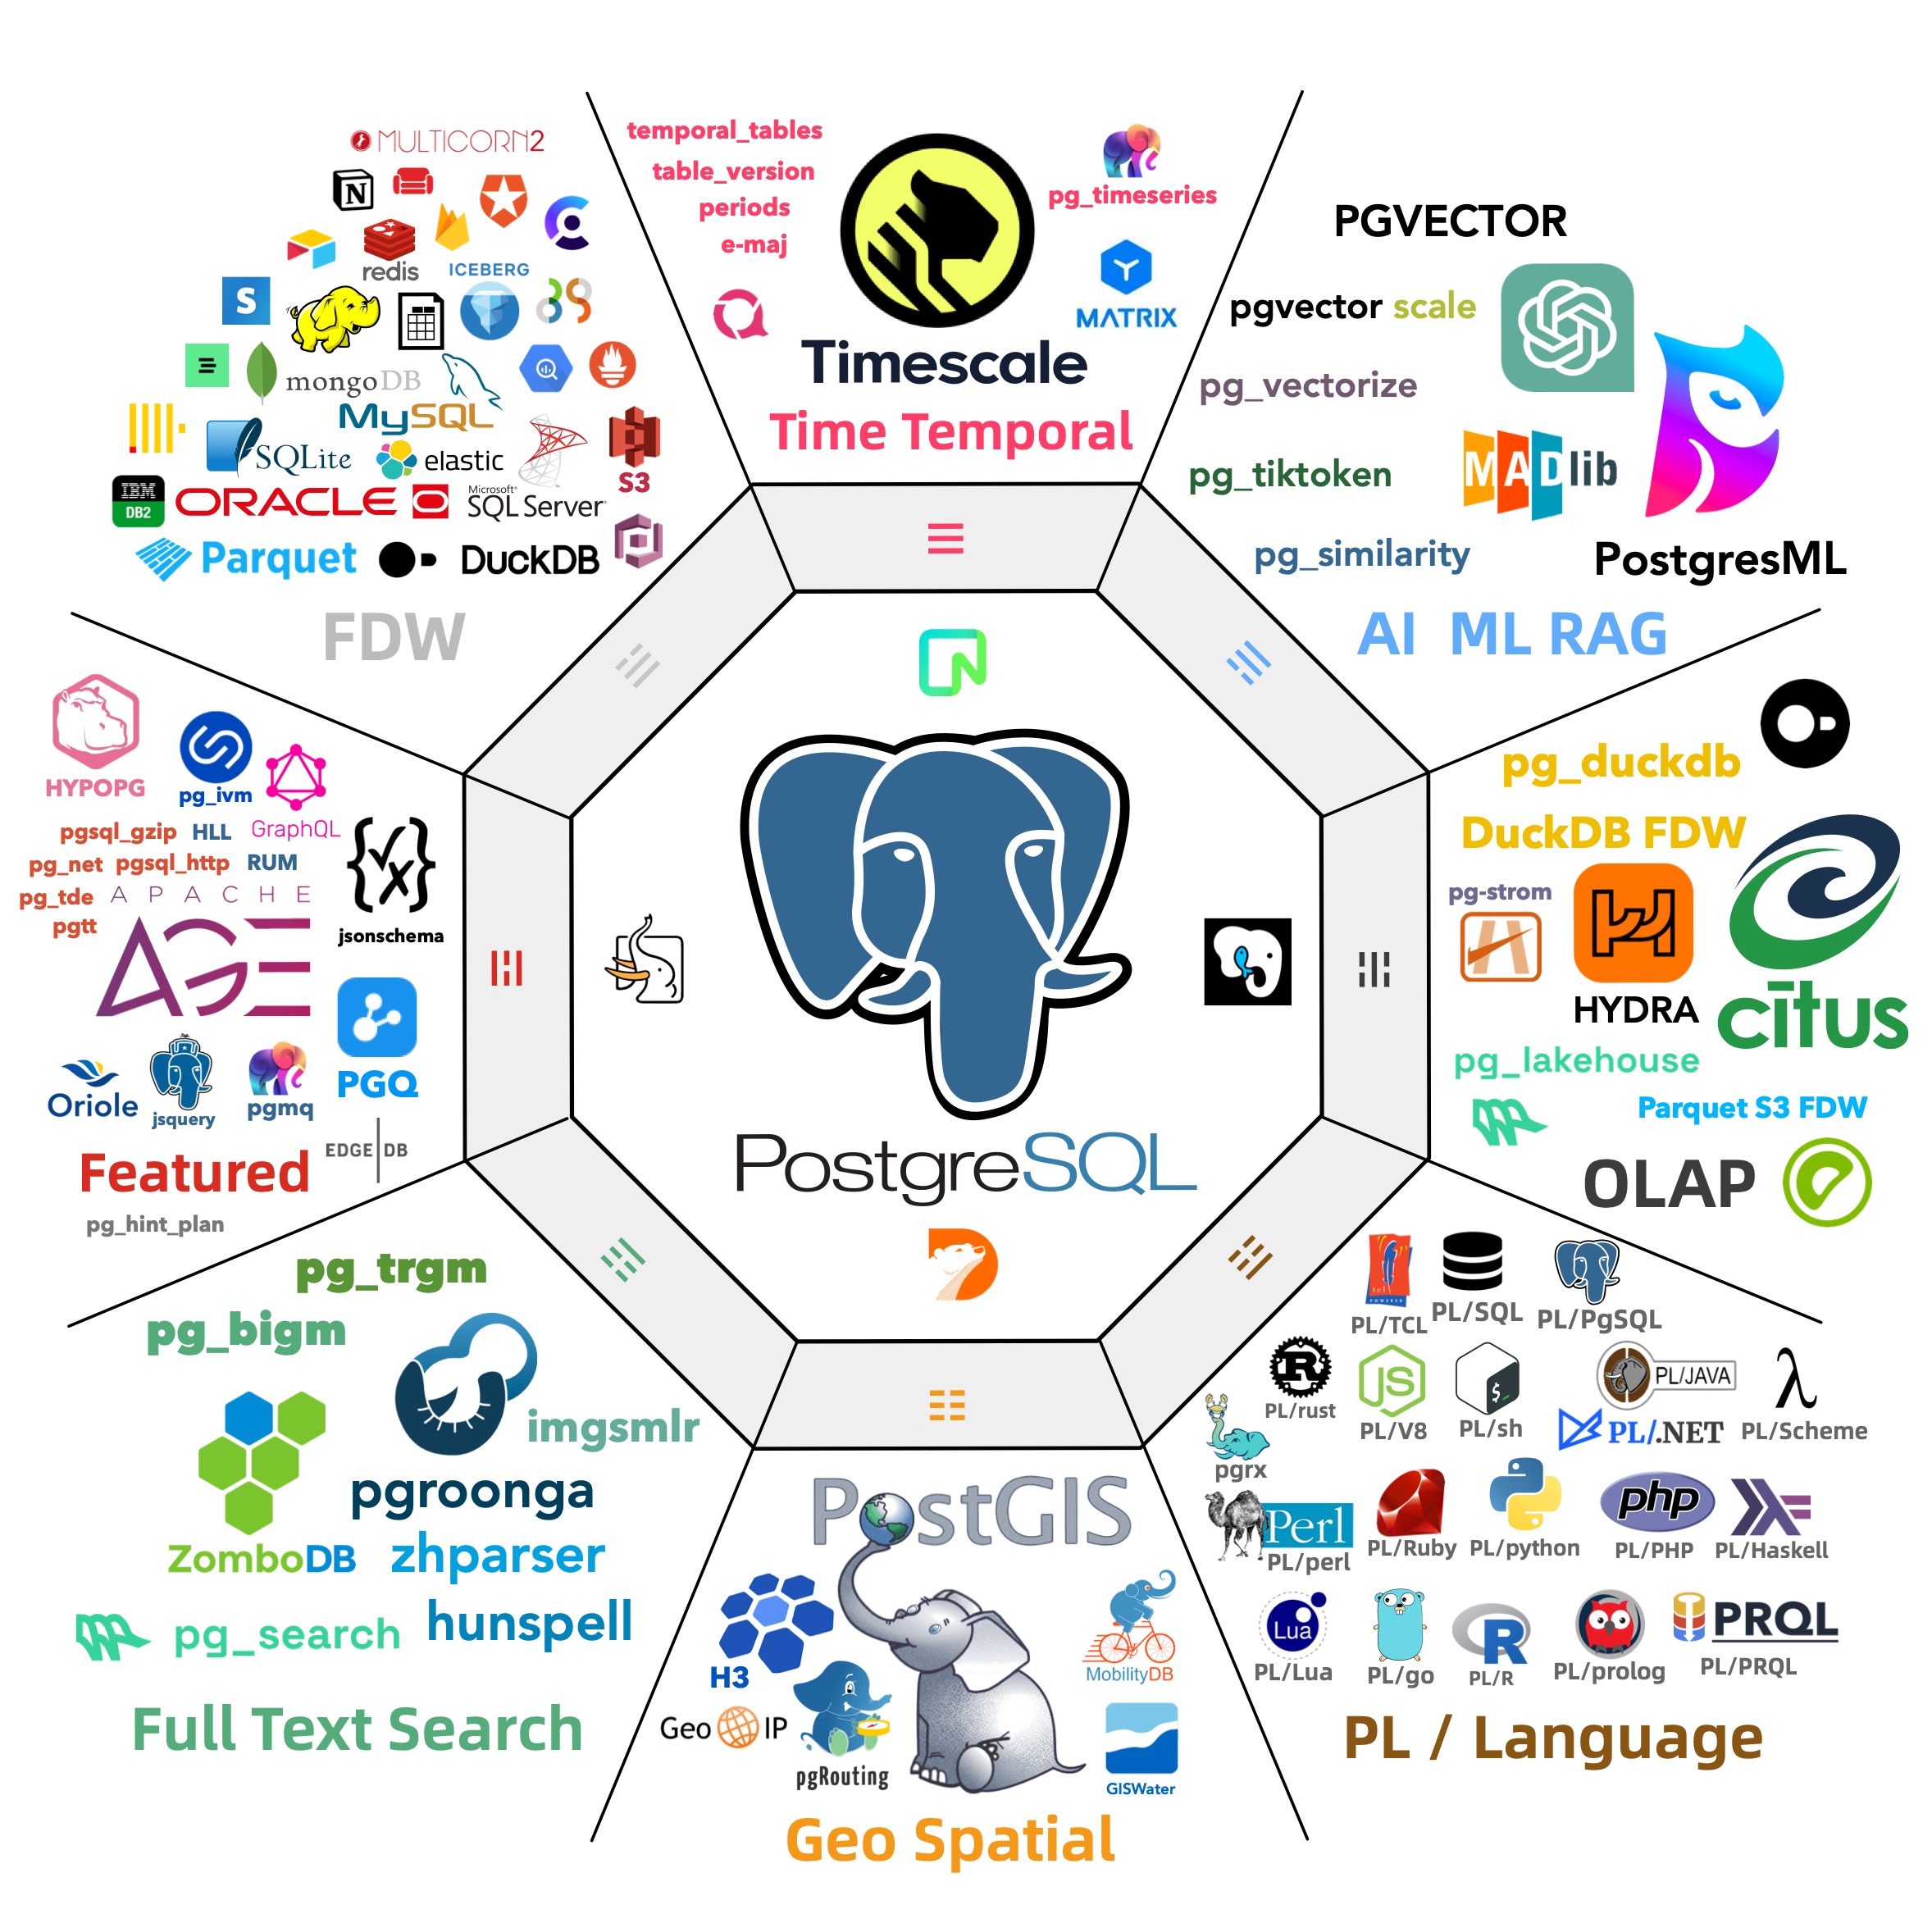 MULTICORN2
N
redis
ICEBERG
S
mongoDB
MySQL
SQLite
elastic
S3
IBM
DB2
ORACLE
Microsoft®
SQL Server®
Parquet
DuckDB
FDW
temporal_tables
table_version
periods
e-maj
pg_timeseries
MATRIX
Timescale
Time Temporal
PGVECTOR
pgvector scale
pg_vectorize
pg_tiktoken
MADlib
pg_similarity
PostgresML
AI ML RAG
pg_duckdb
DuckDB FDW
pg-strom
HYDRA
citus
pg_lakehouse
Parquet S3 FDW
OLAP
HYPOPG
pg_ivm
pgsql_gzip HLL GraphQL
pg_net pgsql_http RUM
pg_tde APACHE
pgtt
AGE
jsonschema
Oriole
jsquery
pgmq
PGQ
EDGE|DB
Featured
pg_hint_plan
PostgreSQL
pg_trgm
pg_bigm
imgsmlr
pgroonga
ZomboDB
zhparser
pg_search
hunspell
Full Text Search
PostGIS
H3
MobilityDB
Geo IP
pgRouting
GISWater
Geo Spatial
PL/TCL
PL/SQL
PL/PgSQL
R
PL/rust
JS
PL/V8
$_
PL/sh
PL/JAVA
PL/.NET
λ
PL/Scheme
pgrx
Perl
PL/perl
PL/Ruby
PL/python
php
PL/PHP
PL/Haskell
Lua
PL/Lua
PL/go
R
PL/R
PL/prolog
PRQL
PL/PRQL
PL / Language